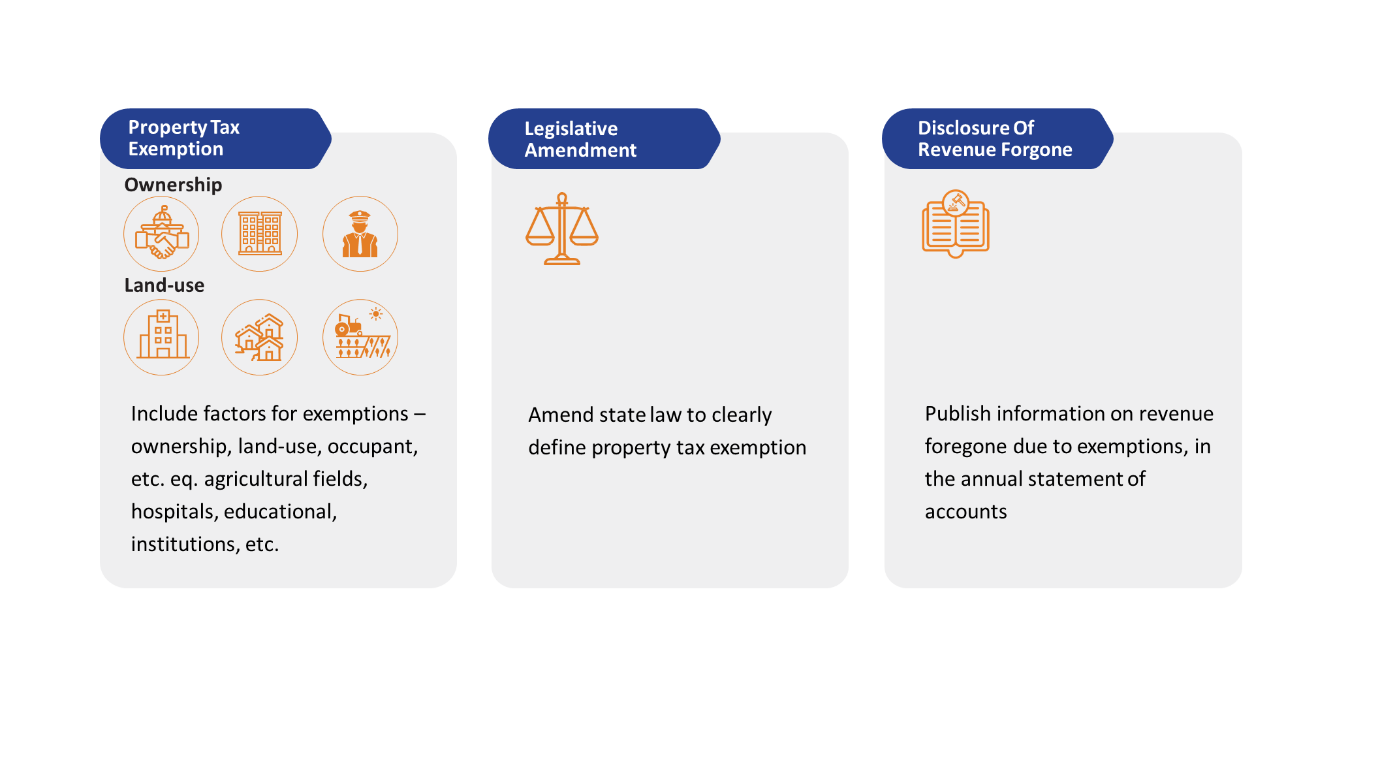 Property Tax
Exemption
Ownership
Land-use
Include factors for exemptions –
ownership, land-use, occupant,
etc. eq. agricultural fields,
hospitals, educational,
institutions, etc.
Legislative
Amendment
Amend state law to clearly
define property tax exemption
Disclosure Of
Revenue Forgone
Publish information on revenue
foregone due to exemptions, in
the annual statement of
accounts